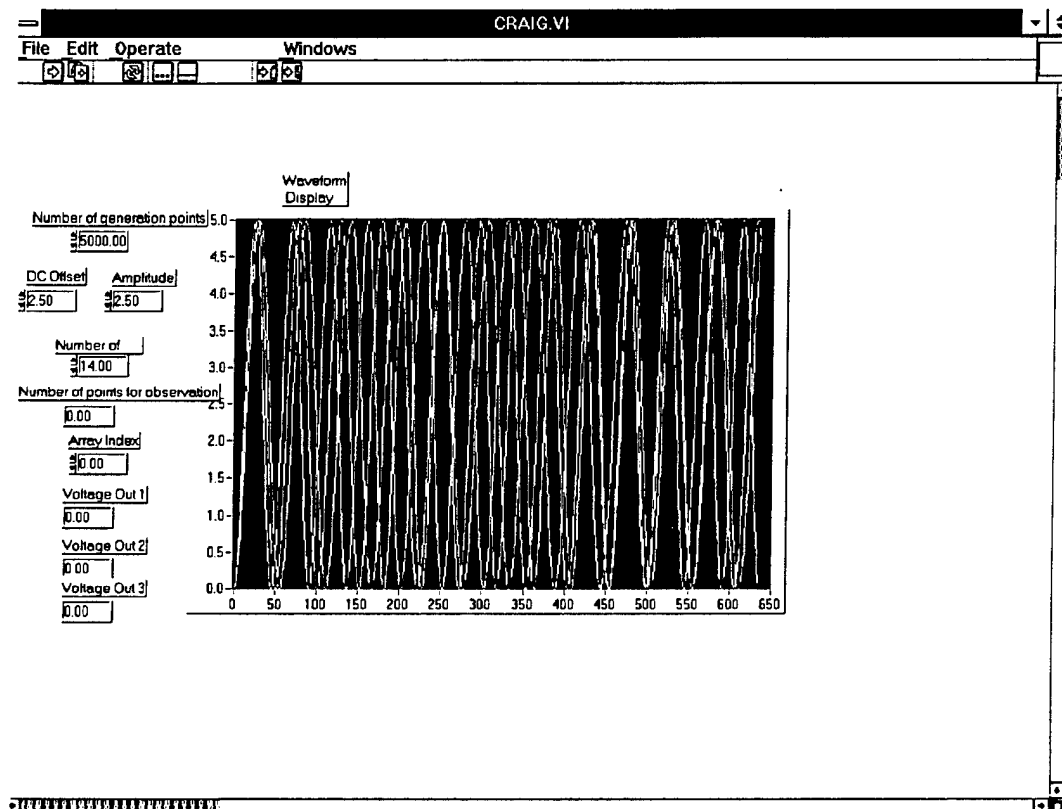 CRAIG.VI
File Edit Operate Windows
Waveform
Display
Number of generation points
5000.00
DC Offset Amplitude
2.50 2.50
Number of
14.00
Number of points for observation
0.00
Array Index
0.00
Voltage Out 1
0.00
Voltage Out 2
0.00
Voltage Out 3
0.00
5.0
4.5
4.0
3.5
3.0
2.5
2.0
1.5
1.0
0.5
0.0
0 50 100 150 200 250 300 350 400 450 500 550 600 650